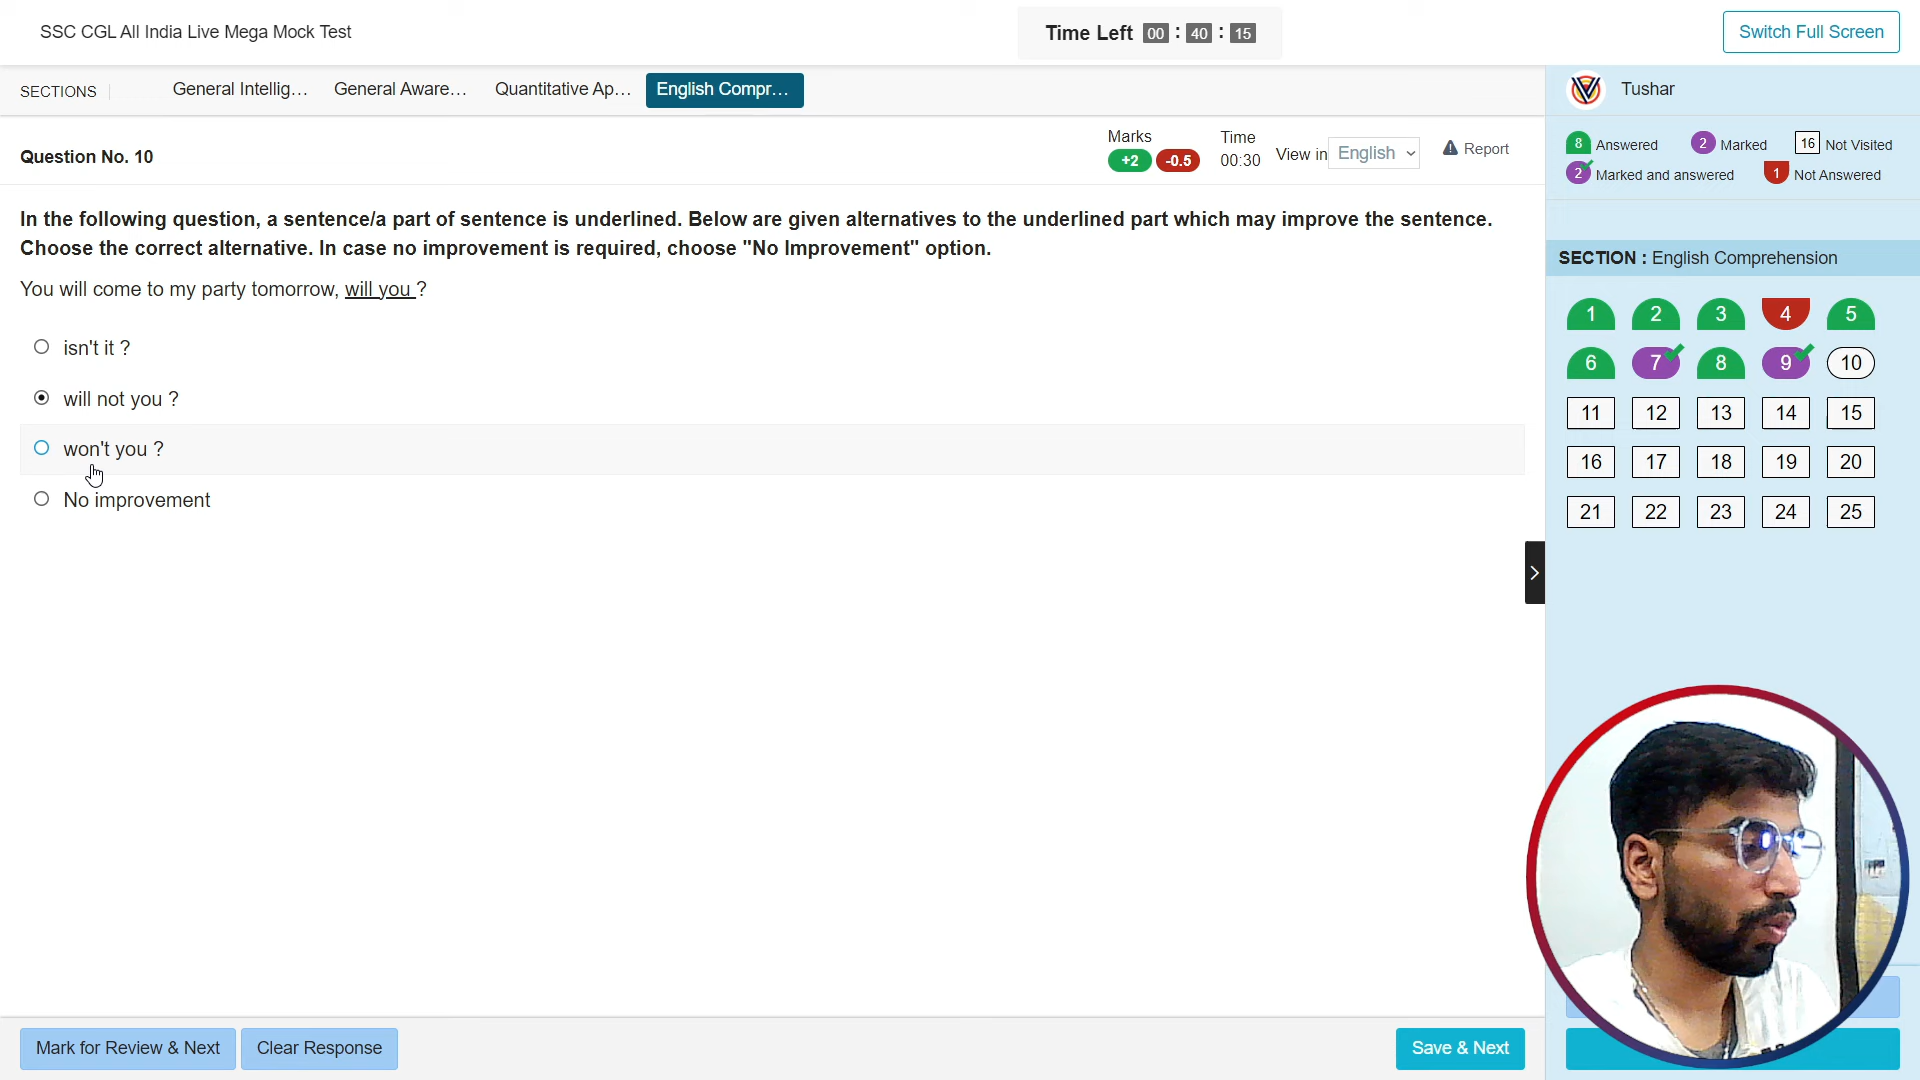 SSC CGL All India Live Mega Mock Test
Time Left 00 : 40 : 15
Switch Full Screen
SECTIONS
General Intellig...
General Aware...
Quantitative Ap...
English Compr...
Tushar
Question No. 10
Marks
+2 -0.5
Time
00:30
View in English
Report
8 Answered
2 Marked
16 Not Visited
2 Marked and answered
1 Not Answered
In the following question, a sentence/a part of sentence is underlined. Below are given alternatives to the underlined part which may improve the sentence.
Choose the correct alternative. In case no improvement is required, choose "No Improvement" option.
You will come to my party tomorrow, will you ?
isn't it ?
will not you ?
won't you ?
No improvement
SECTION : English Comprehension
1 2 3 4 5
6 7 8 9 10
11 12 13 14 15
16 17 18 19 20
21 22 23 24 25
Mark for Review & Next
Clear Response
Save & Next